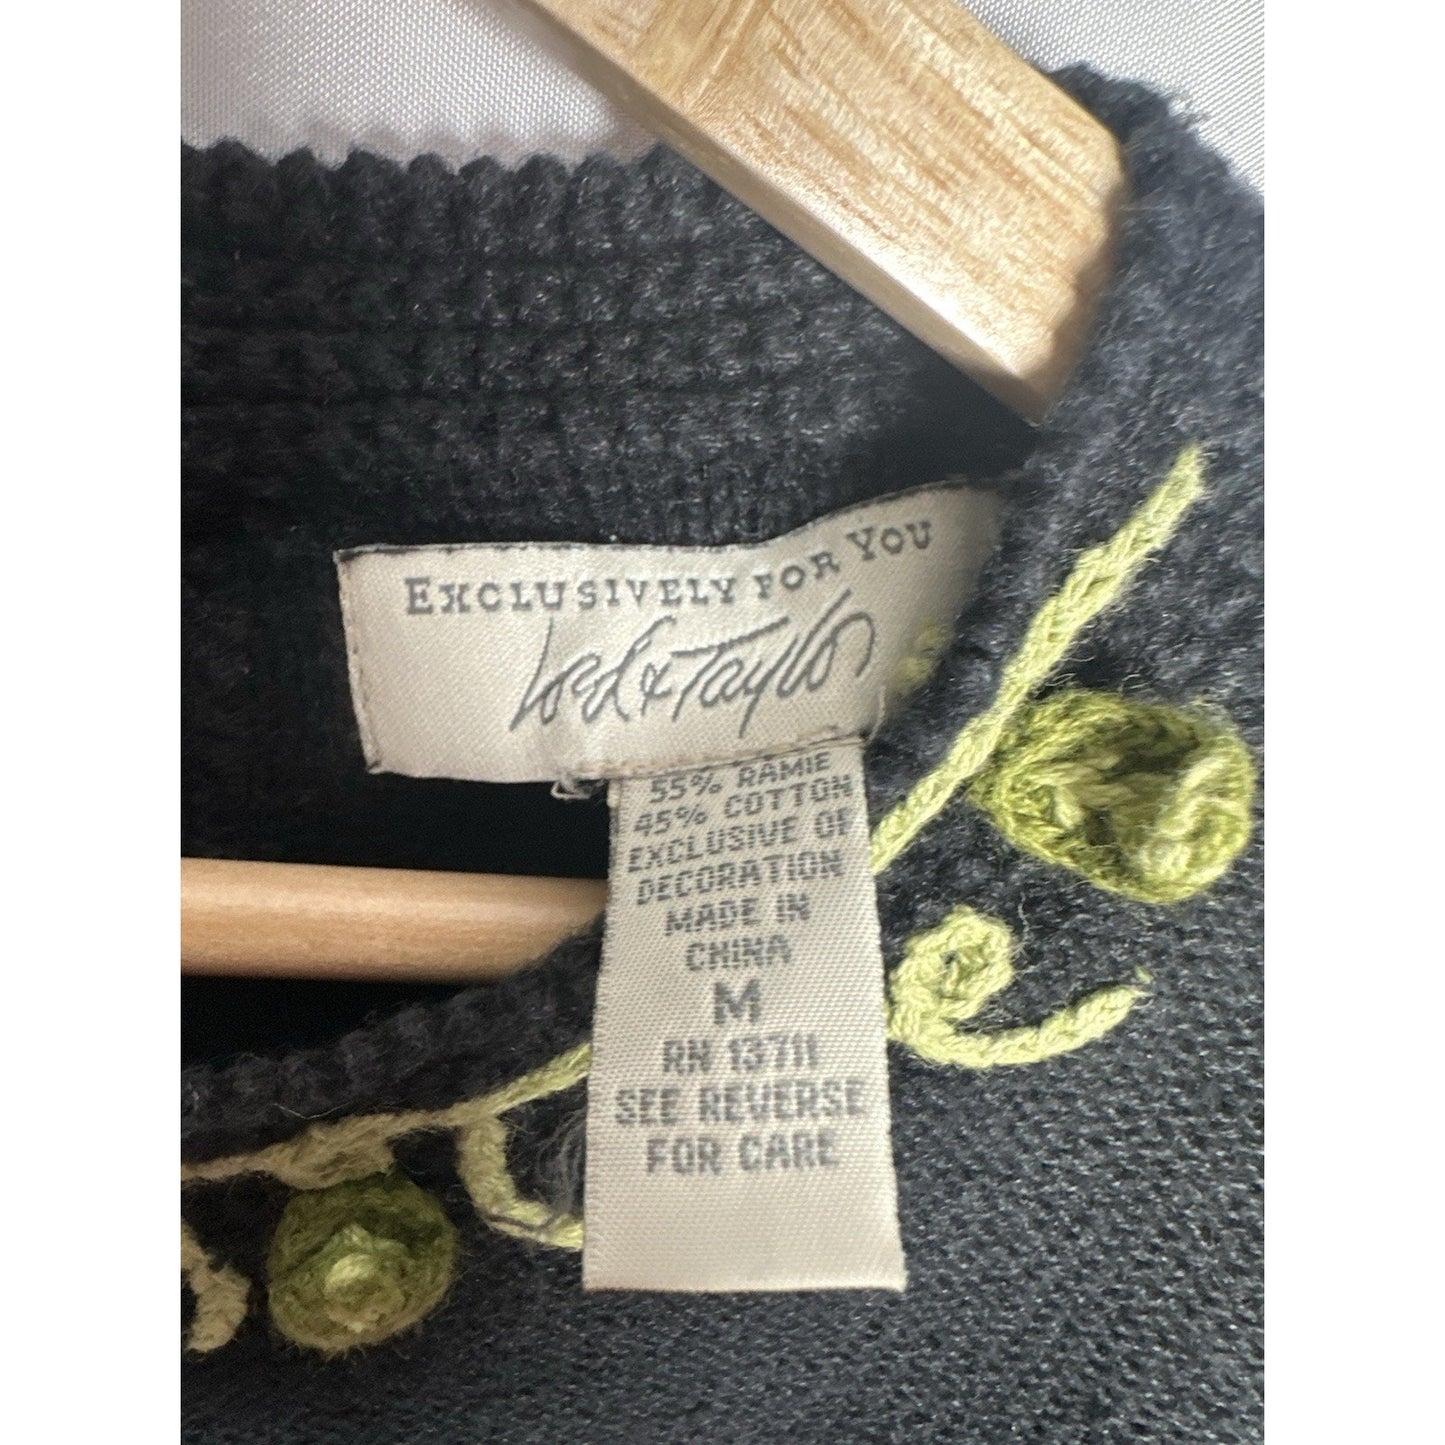 EXCLUSIVELY FOR YOU
Lord & Taylor
55% RAMIE
45% COTTON
EXCLUSIVE OF
DECORATION
MADE IN
CHINA
M
RN 13711
SEE REVERSE
FOR CARE